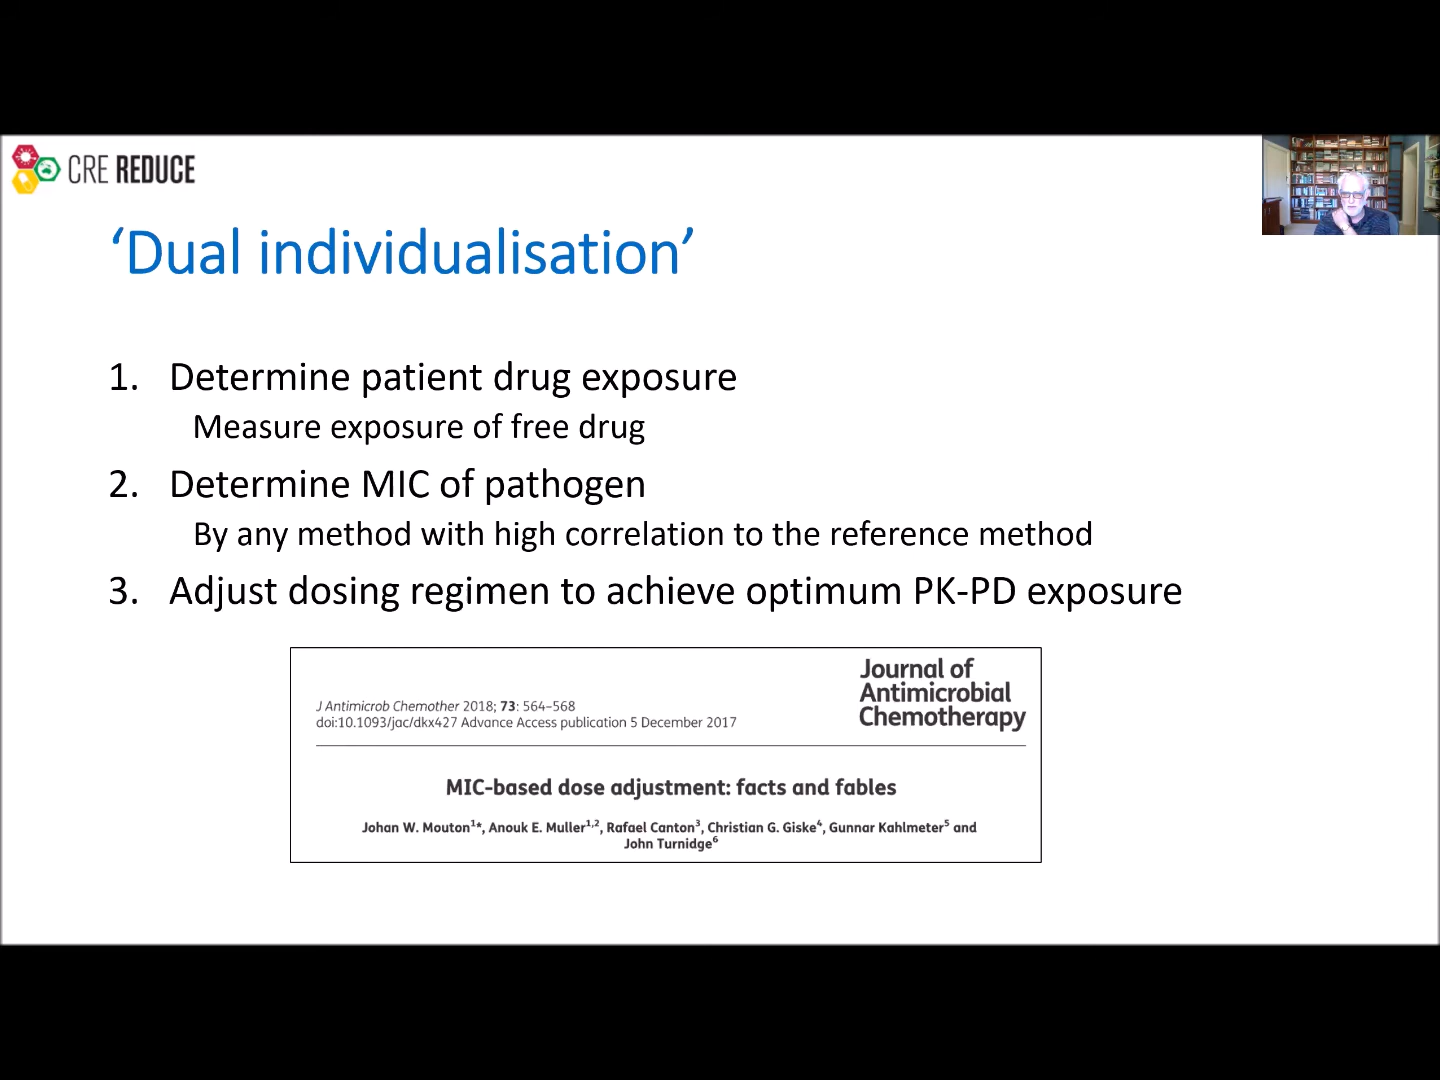 CRE REDUCE
‘Dual individualisation’
1. Determine patient drug exposure
Measure exposure of free drug
2. Determine MIC of pathogen
By any method with high correlation to the reference method
3. Adjust dosing regimen to achieve optimum PK-PD exposure
Journal of
Antimicrobial
Chemotherapy
J Antimicrob Chemother 2018; 73: 564–568
doi:10.1093/jac/dkx427 Advance Access publication 5 December 2017
MIC-based dose adjustment: facts and fables
Johan W. Mouton1*, Anouk E. Muller1,2, Rafael Canton3, Christian G. Giske4, Gunnar Kahlmeter5 and
John Turnidge6